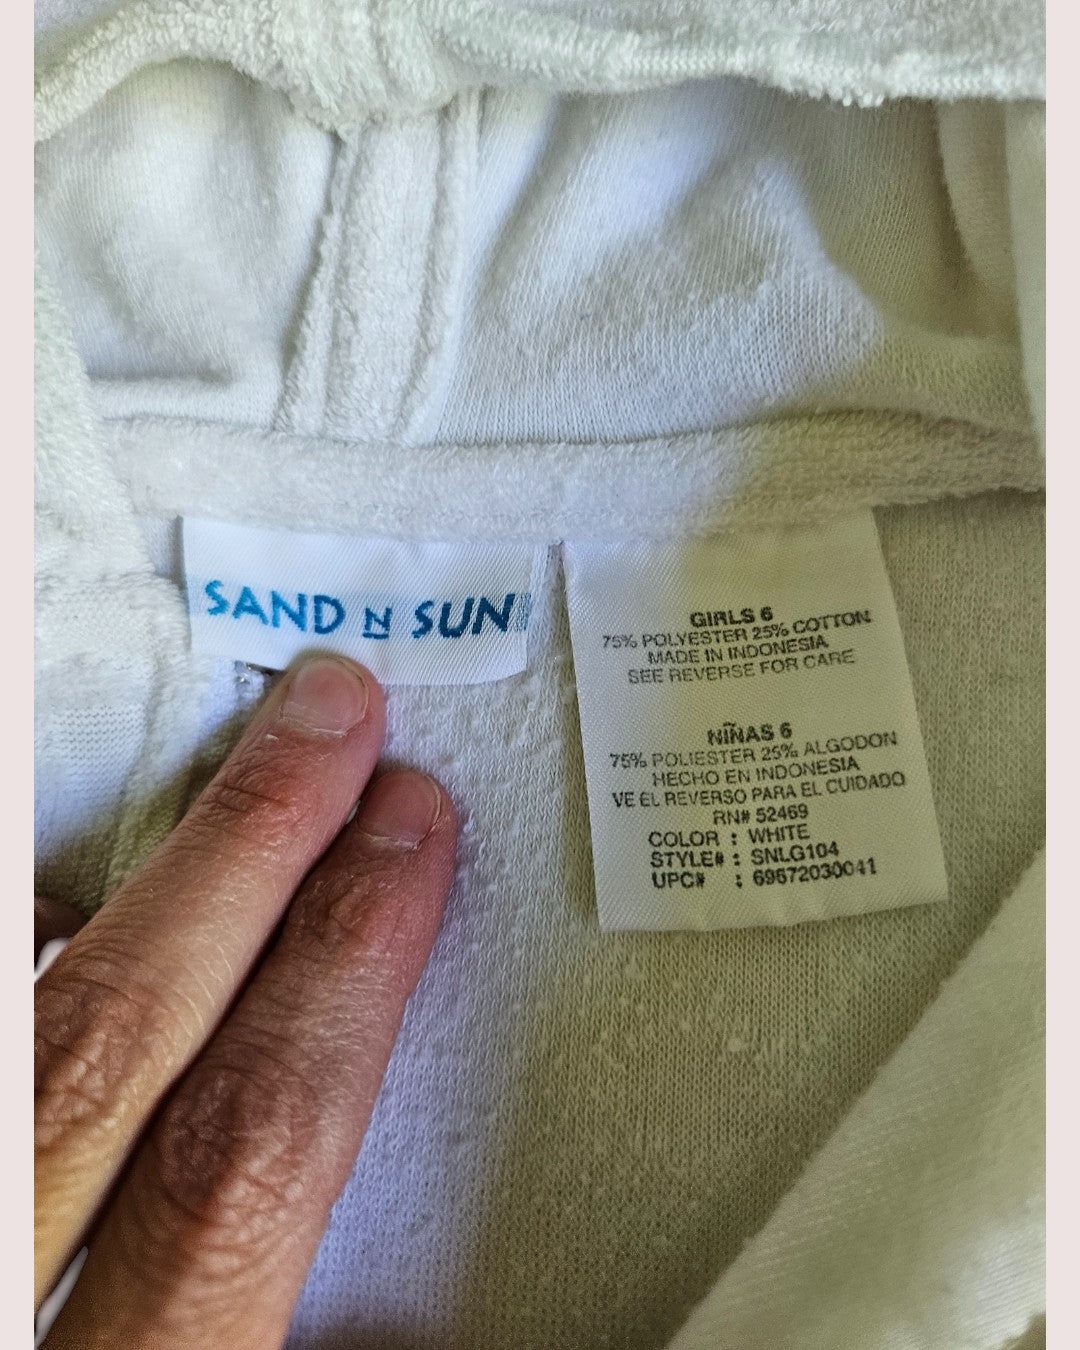 SAND N SUN
GIRLS 6
75% POLYESTER 25% COTTON
MADE IN INDONESIA
SEE REVERSE FOR CARE
NIÑAS 6
75% POLIESTER 25% ALGODON
HECHO EN INDONESIA
VE EL REVERSO PARA EL CUIDADO
RN# 52469
COLOR : WHITE
STYLE# : SNLG104
UPC# : 69572030041